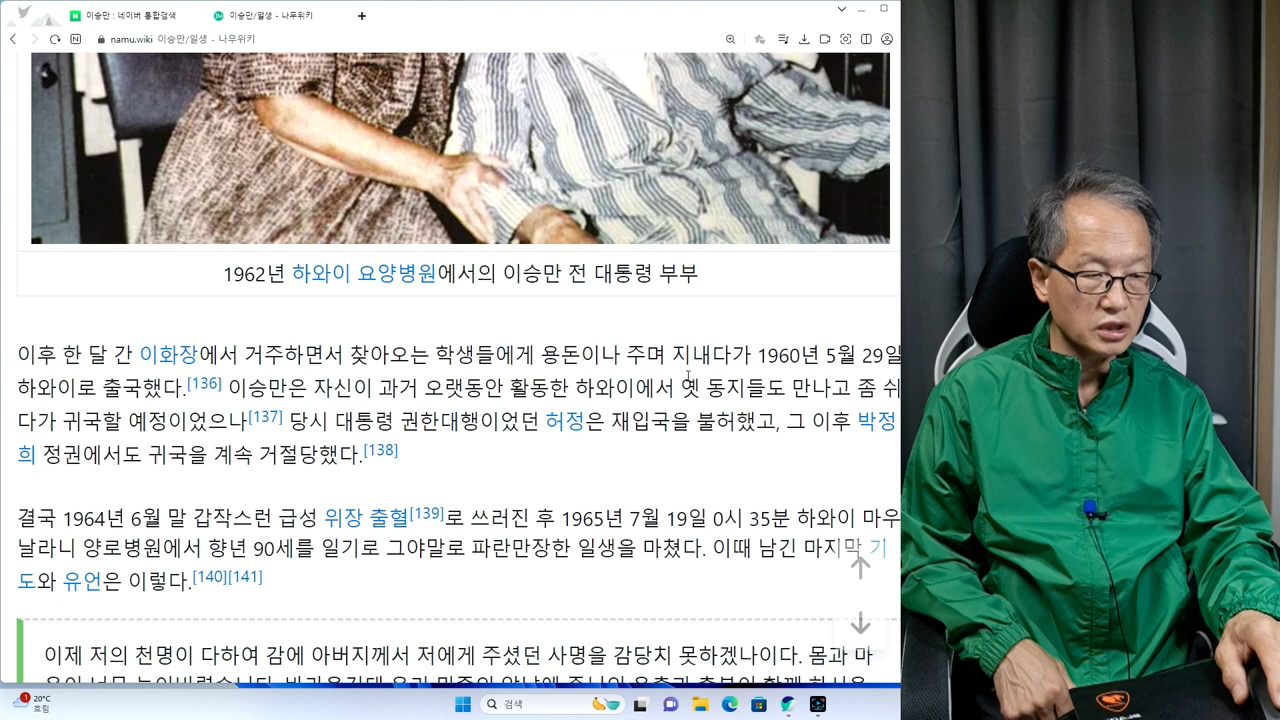 이승만 : 네이버 통합검색
이승만/일생 - 나무위키
namu.wiki 이승만/일생 - 나무위키
1962년 하와이 요양병원에서의 이승만 전 대통령 부부
이후 한 달 간 이화장에서 거주하면서 찾아오는 학생들에게 용돈이나 주며 지내다가 1960년 5월 29일
하와이로 출국했다.[136] 이승만은 자신이 과거 오랫동안 활동한 하와이에서 옛 동지들도 만나고 좀 쉬
다가 귀국할 예정이었으나[137] 당시 대통령 권한대행이었던 허정은 재입국을 불허했고, 그 이후 박정
희 정권에서도 귀국을 계속 거절당했다.[138]
결국 1964년 6월 말 갑작스런 급성 위장 출혈[139]로 쓰러진 후 1965년 7월 19일 0시 35분 하와이 마우
날라니 양로병원에서 향년 90세를 일기로 그야말로 파란만장한 일생을 마쳤다. 이때 남긴 마지막 기
도와 유언은 이렇다.[140][141]
이제 저의 천명이 다하여 감에 아버지께서 저에게 주셨던 사명을 감당치 못하겠나이다. 몸과 마
1
20°C
흐림
검색